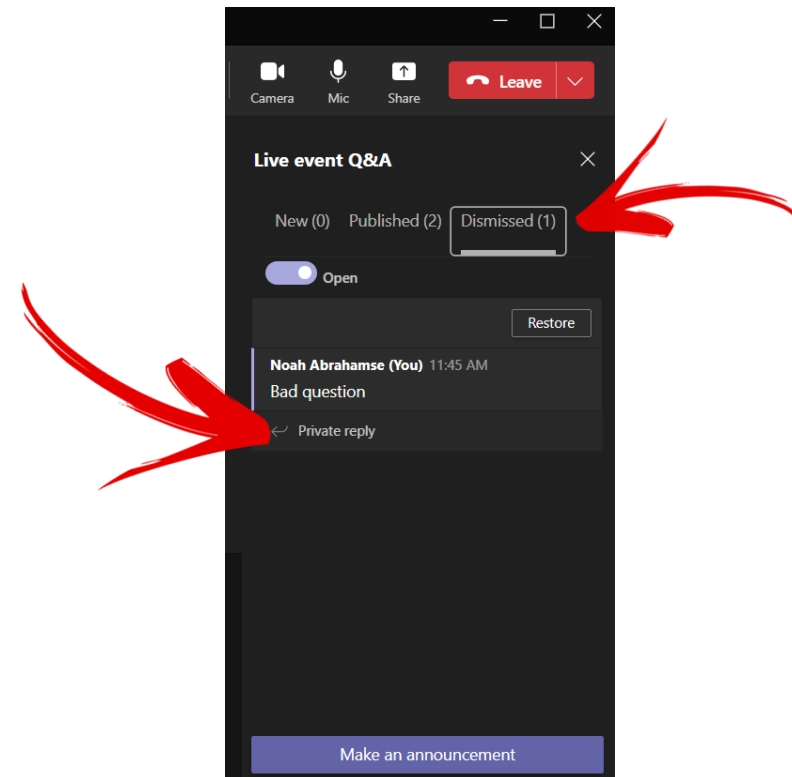 Camera Mic Share Leave
Live event Q&A
New (0) Published (2) Dismissed (1)
Open
Restore
Noah Abrahamse (You) 11:45 AM
Bad question
Private reply
Make an announcement